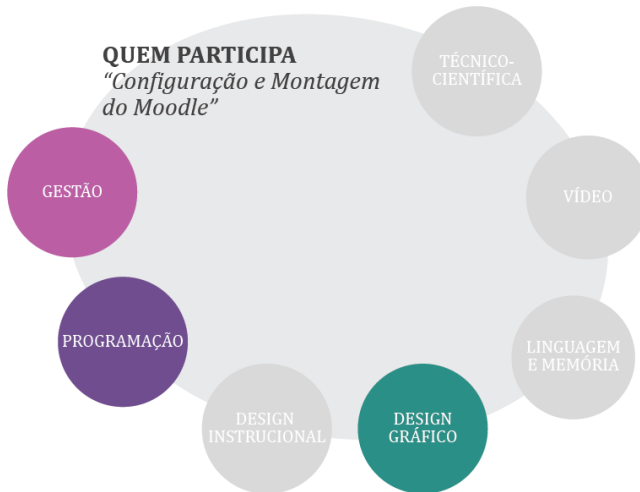 QUEM PARTICIPA
“Configuração e Montagem
do Moodle”
TÉCNICO-
CIENTÍFICA
GESTÃO
VÍDEO
PROGRAMAÇÃO
LINGUAGEM
E MEMÓRIA
DESIGN
INSTRUCIONAL
DESIGN
GRÁFICO